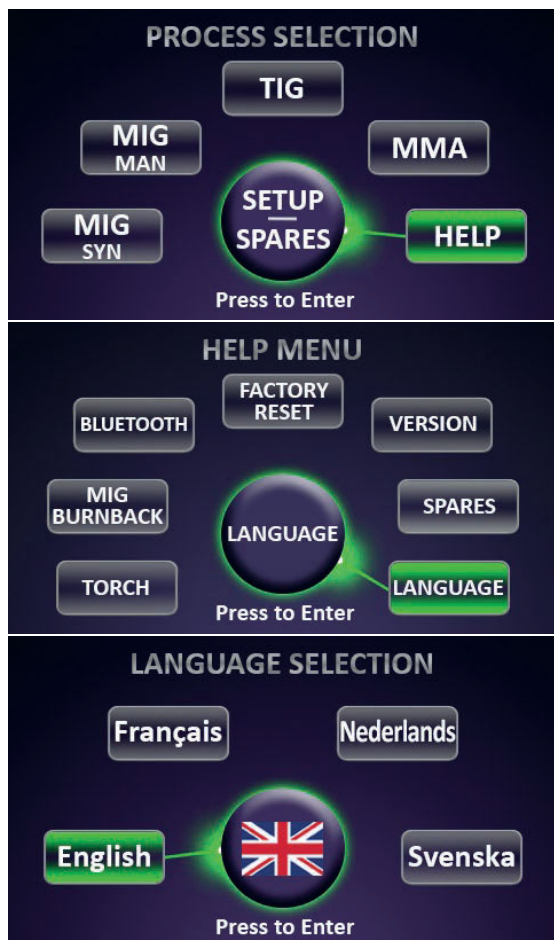 PROCESS SELECTION
TIG
MIG
MAN
MMA
SETUP
SPARES
MIG
SYN
HELP
Press to Enter
HELP MENU
FACTORY
RESET
BLUETOOTH
VERSION
MIG
BURNBACK
SPARES
LANGUAGE
TORCH
LANGUAGE
Press to Enter
LANGUAGE SELECTION
Français
Nederlands
English
Svenska
Press to Enter